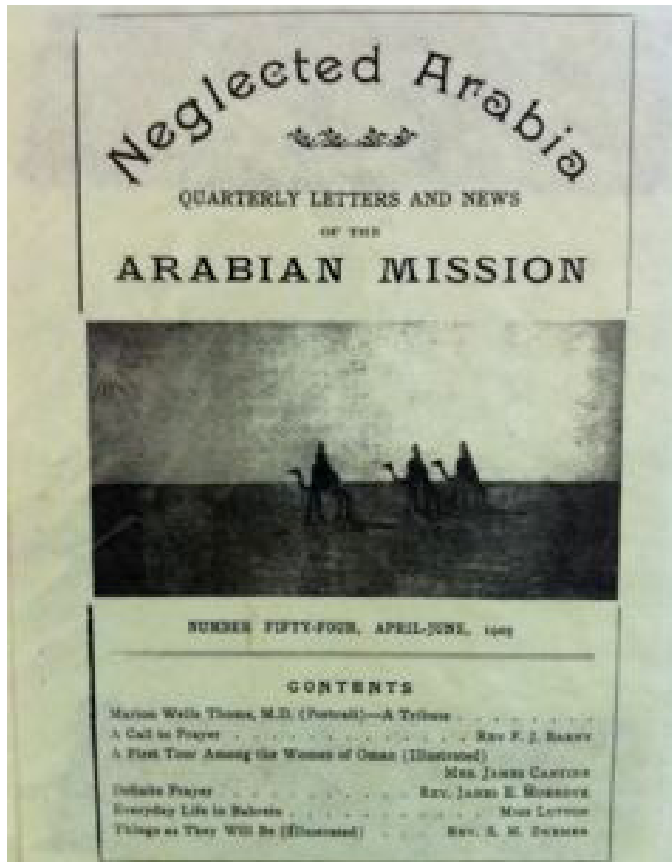 Neglected Arabia
QUARTERLY LETTERS AND NEWS
OF THE
ARABIAN MISSION
NUMBER FIFTY-FOUR, APRIL-JUNE, 1905
CONTENTS
Marion Wells Thoms, M.D. (Portrait)—A Tribute . . . . . . . .
A Call to Prayer . . . . . . . . . . . . . REV F. J. BARNY
A First Tour Among the Women of Oman (Illustrated)
MRS. JAMES CANTINE
Definite Prayer . . . . . . . . . . REV. JAMES E. MOERDYK
Everyday Life in Bahrein . . . . . . . . . . . MISS LUTTON
Things as They Will Be (Illustrated) . . . REV. S. M. ZWEMER